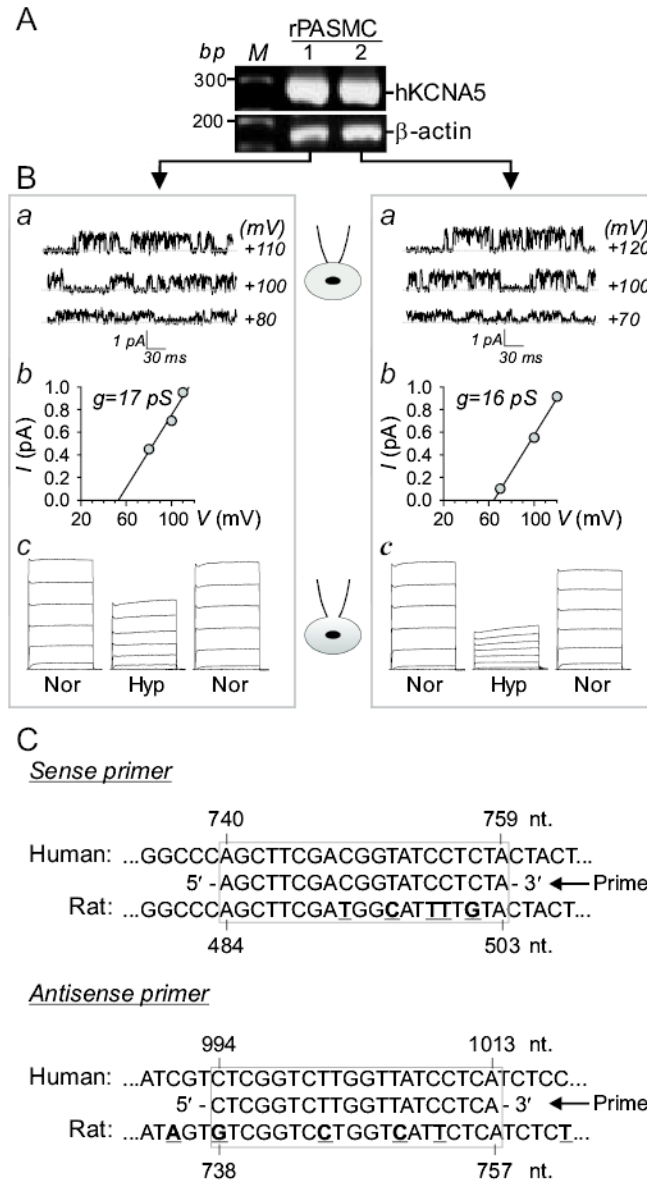 A
rPASMC
bp M 1 2
300
hKCNA5
200
β-actin
B
a (mV)
+110
+100
+80
1 pA
30 ms
b
1.0
0.8
0.6
0.4
0.2
0.0
I (pA)
g=17 pS
20 60 100 V (mV)
c
Nor Hyp Nor
a (mV)
+120
+100
+70
1 pA
30 ms
b
1.0
0.8
0.6
0.4
0.2
0.0
I (pA)
g=16 pS
20 60 100 V (mV)
c
Nor Hyp Nor
C
Sense primer
740 759 nt.
Human: ...GGCCCAGCTTCGACGGTATCCTCTACTACT...
5′ -AGCTTCGACGGTATCCTCTA- 3′ Prime
Rat: ...GGCCCAGCTTCGATGGCATTTTGTACTACT...
484 503 nt.
Antisense primer
994 1013 nt.
Human: ...ATCGTCTCGGTCTTGGTTATCCTCATCTCC...
5′ -CTCGGTCTTGGTTATCCTCA- 3′ Prime
Rat: ...ATAGTGTCGGTCCTGGTCATTCTCATCTCT...
738 757 nt.